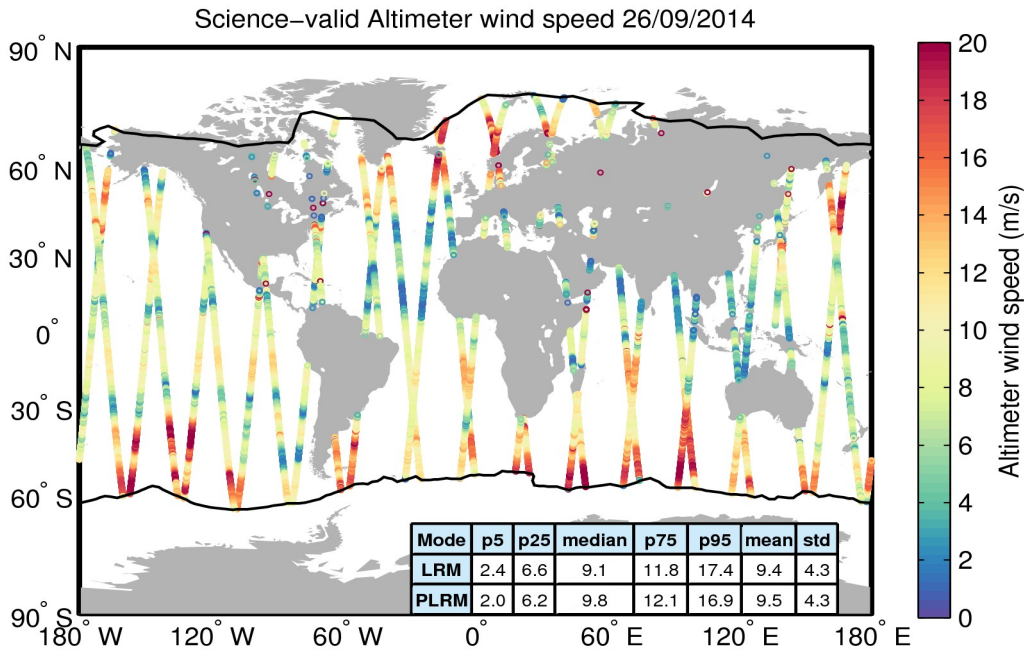 Science−valid Altimeter wind speed 26/09/2014
90° N
60° N
30° N
0°
30° S
60° S
90° S
180° W
120° W
60° W
0°
60° E
120° E
180° E
Mode p5 p25 median p75 p95 mean std
LRM 2.4 6.6 9.1 11.8 17.4 9.4 4.3
PLRM 2.0 6.2 9.8 12.1 16.9 9.5 4.3
20
18
16
14
12
10
8
6
4
2
0
Altimeter wind speed (m/s)